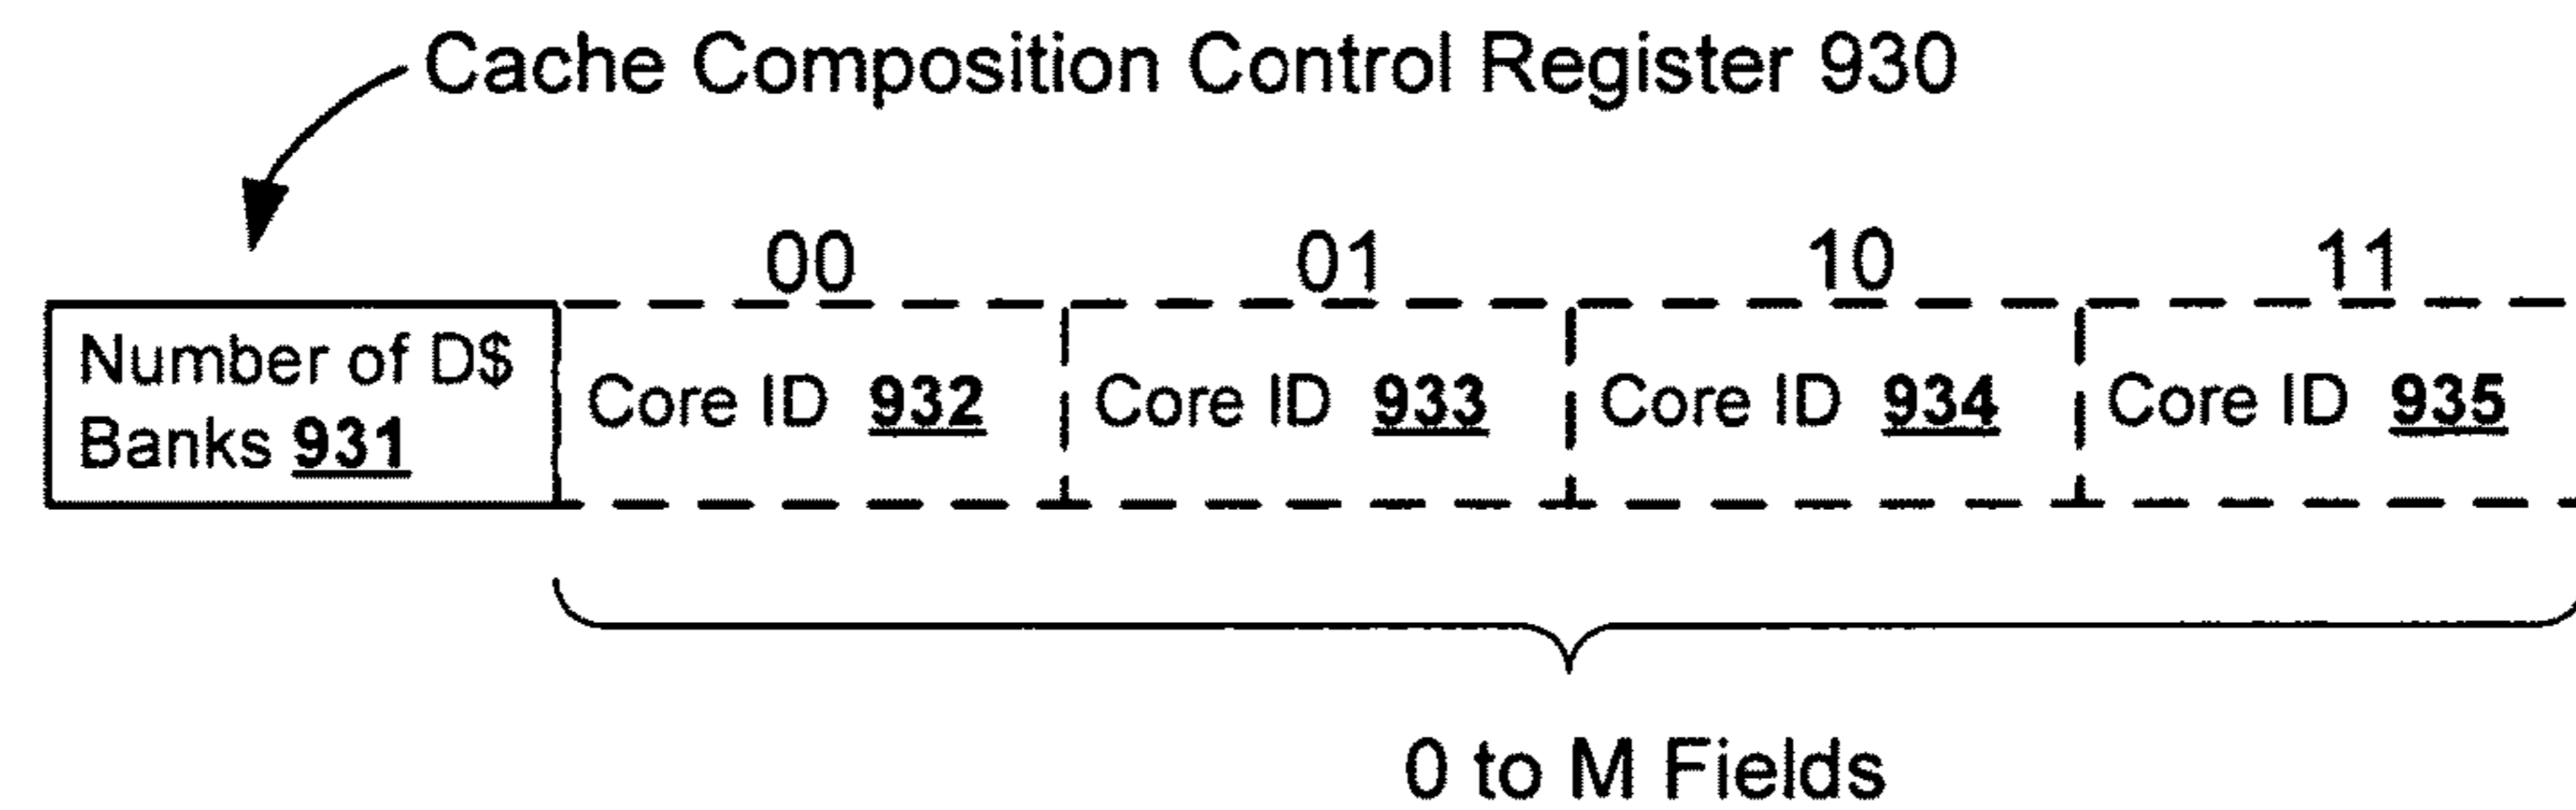 Cache Composition Control Register 930
00 01 10 11
Number of D$
Banks 931
Core ID 932
Core ID 933
Core ID 934
Core ID 935
0 to M Fields